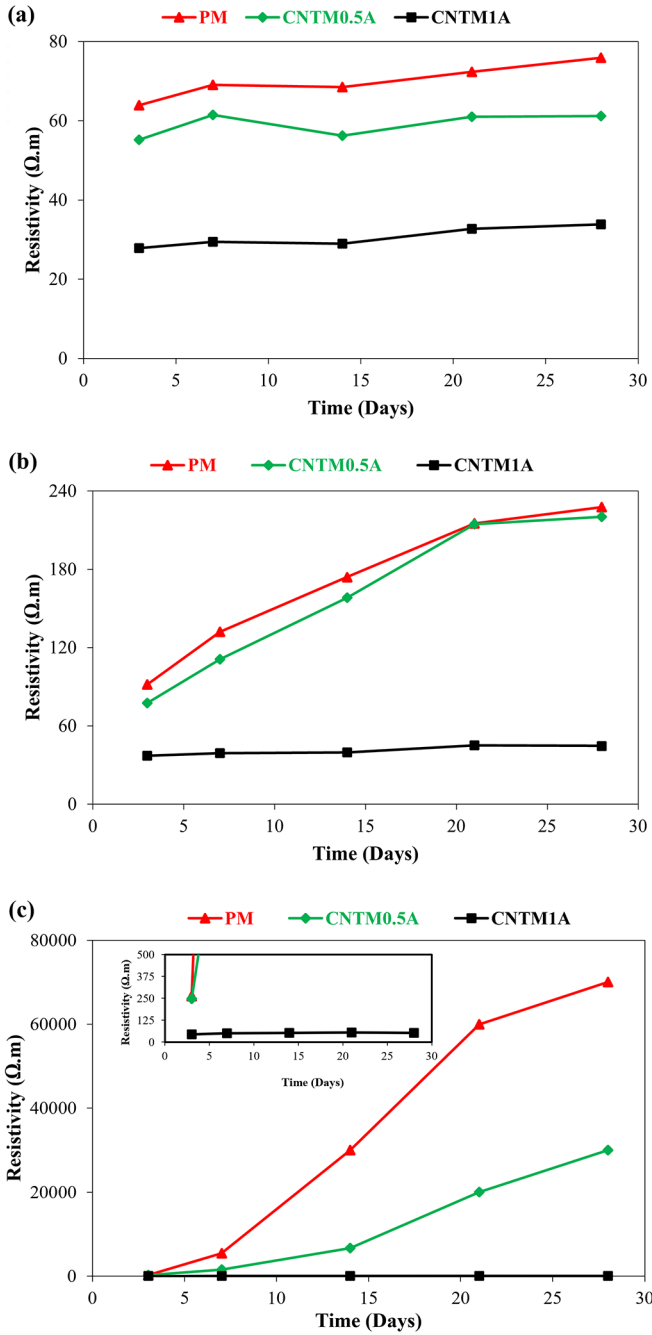 (a)
PM CNTM0.5A CNTM1A
80
60
40
20
0
Resistivity (Ω.m)
0 5 10 15 20 25 30
Time (Days)
(b)
PM CNTM0.5A CNTM1A
240
180
120
60
0
Resistivity (Ω.m)
0 5 10 15 20 25 30
Time (Days)
(c)
PM CNTM0.5A CNTM1A
80000
60000
40000
20000
0
Resistivity (Ω.m)
500
375
250
125
0
Resistivity (Ω.m)
0 5 10 15 20 25 30
Time (Days)
0 5 10 15 20 25 30
Time (Days)